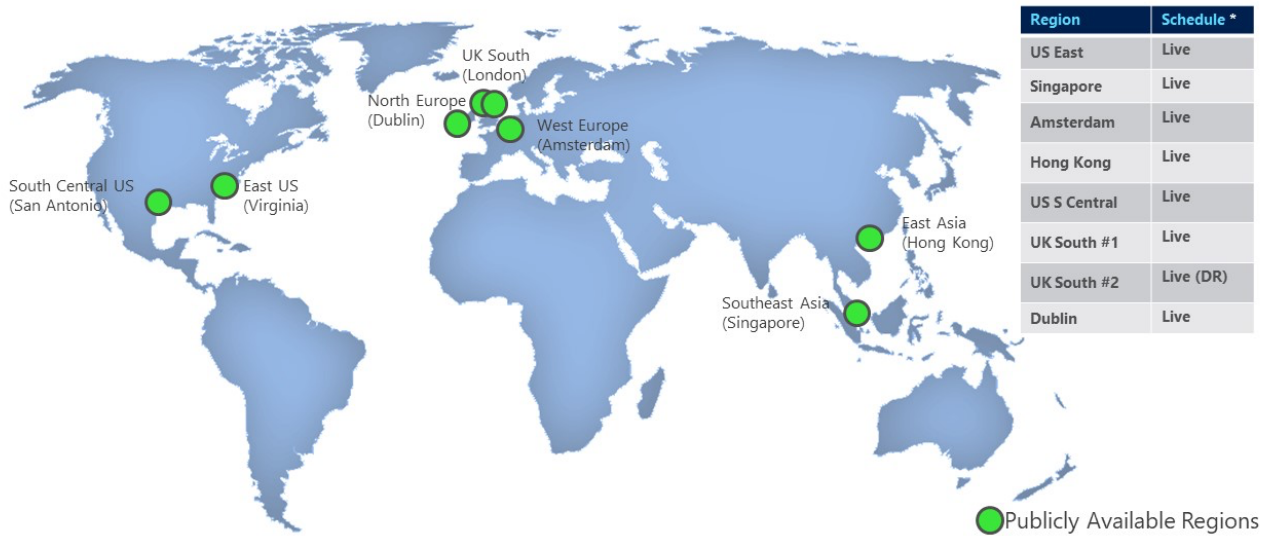 UK South
(London)
North Europe
(Dublin)
West Europe
(Amsterdam)
South Central US
(San Antonio)
East US
(Virginia)
East Asia
(Hong Kong)
Southeast Asia
(Singapore)
Region Schedule *
US East Live
Singapore Live
Amsterdam Live
Hong Kong Live
US S Central Live
UK South #1 Live
UK South #2 Live (DR)
Dublin Live
Publicly Available Regions